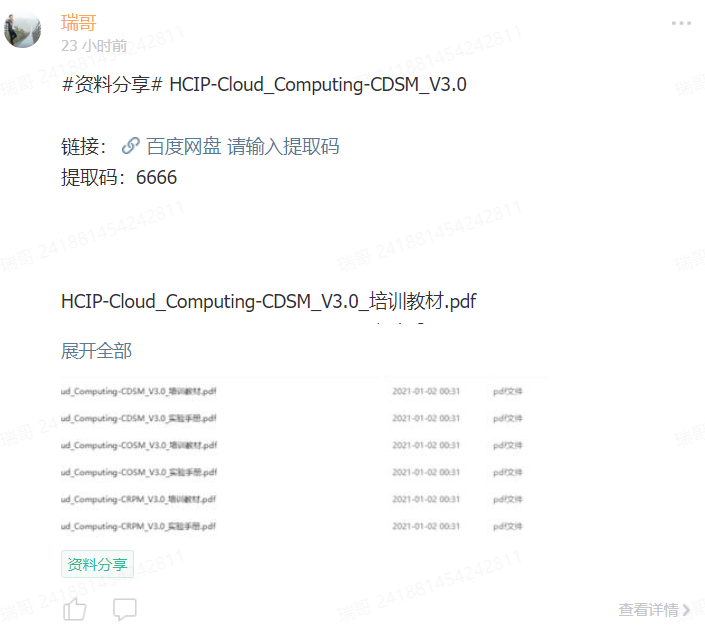 瑞哥
23 小时前
#资料分享# HCIP-Cloud_Computing-CDSM_V3.0
链接： 百度网盘 请输入提取码
提取码：6666
HCIP-Cloud_Computing-CDSM_V3.0_培训教材.pdf
展开全部
ud_Computing-CDSM_V3.0_培训教材.pdf 2021-01-02 00:31 pdf文件
ud_Computing-CDSM_V3.0_实验手册.pdf 2021-01-02 00:31 pdf文件
ud_Computing-COSM_V3.0_培训教材.pdf 2021-01-02 00:31 pdf文件
ud_Computing-COSM_V3.0_实验手册.pdf 2021-01-02 00:31 pdf文件
ud_Computing-CRPM_V3.0_培训教材.pdf 2021-01-02 00:31 pdf文件
ud_Computing-CRPM_V3.0_实验手册.pdf 2021-01-02 00:31 pdf文件
资料分享
查看详情
瑞哥 241881454242811